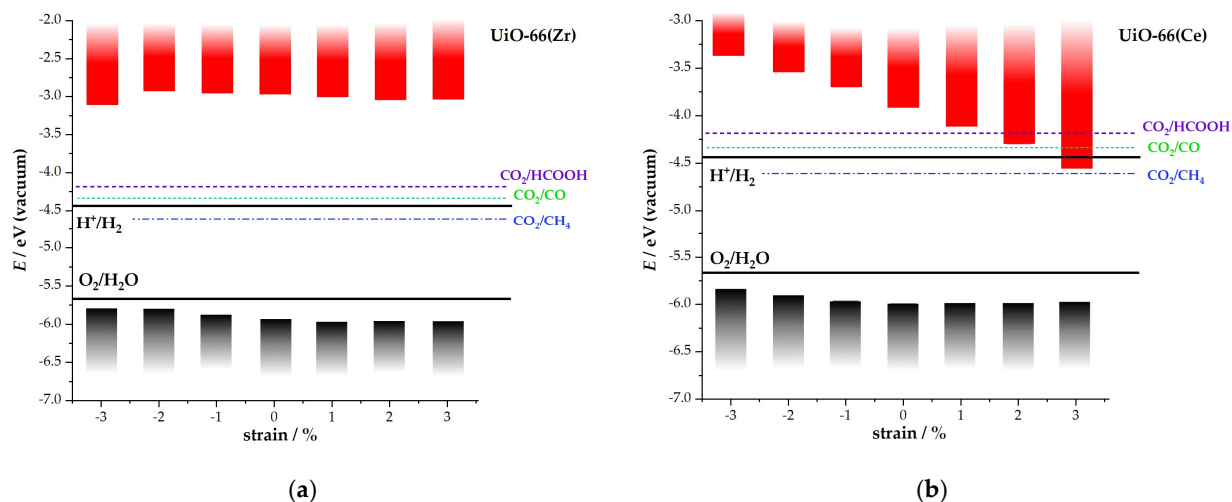 UiO-66(Zr)
E / eV (vacuum)
-2.0
-2.5
-3.0
-3.5
-4.0
-4.5
-5.0
-5.5
-6.0
-6.5
-7.0
CO₂/HCOOH
CO₂/CO
H⁺/H₂
CO₂/CH₄
O₂/H₂O
-3 -2 -1 0 1 2 3
strain / %
(a)
UiO-66(Ce)
E / eV (vacuum)
-3.0
-3.5
-4.0
-4.5
-5.0
-5.5
-6.0
-6.5
-7.0
CO₂/HCOOH
CO₂/CO
H⁺/H₂
CO₂/CH₄
O₂/H₂O
-3 -2 -1 0 1 2 3
strain / %
(b)